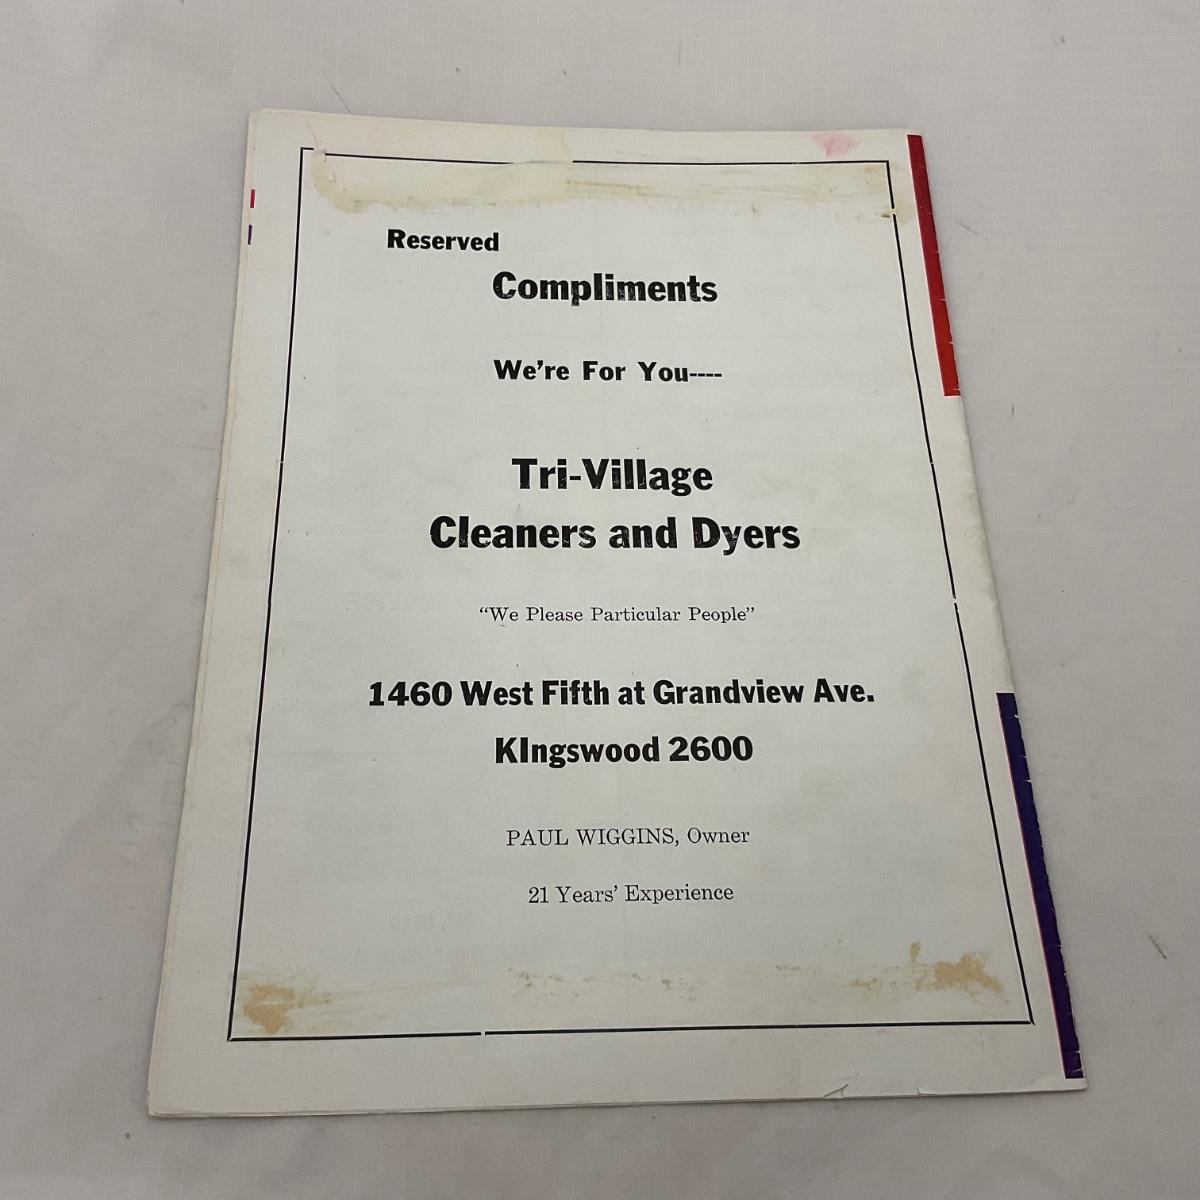 Reserved
Compliments
We're For You----
Tri-Village
Cleaners and Dyers
“We Please Particular People”
1460 West Fifth at Grandview Ave.
KIngswood 2600
PAUL WIGGINS, Owner
21 Years' Experience